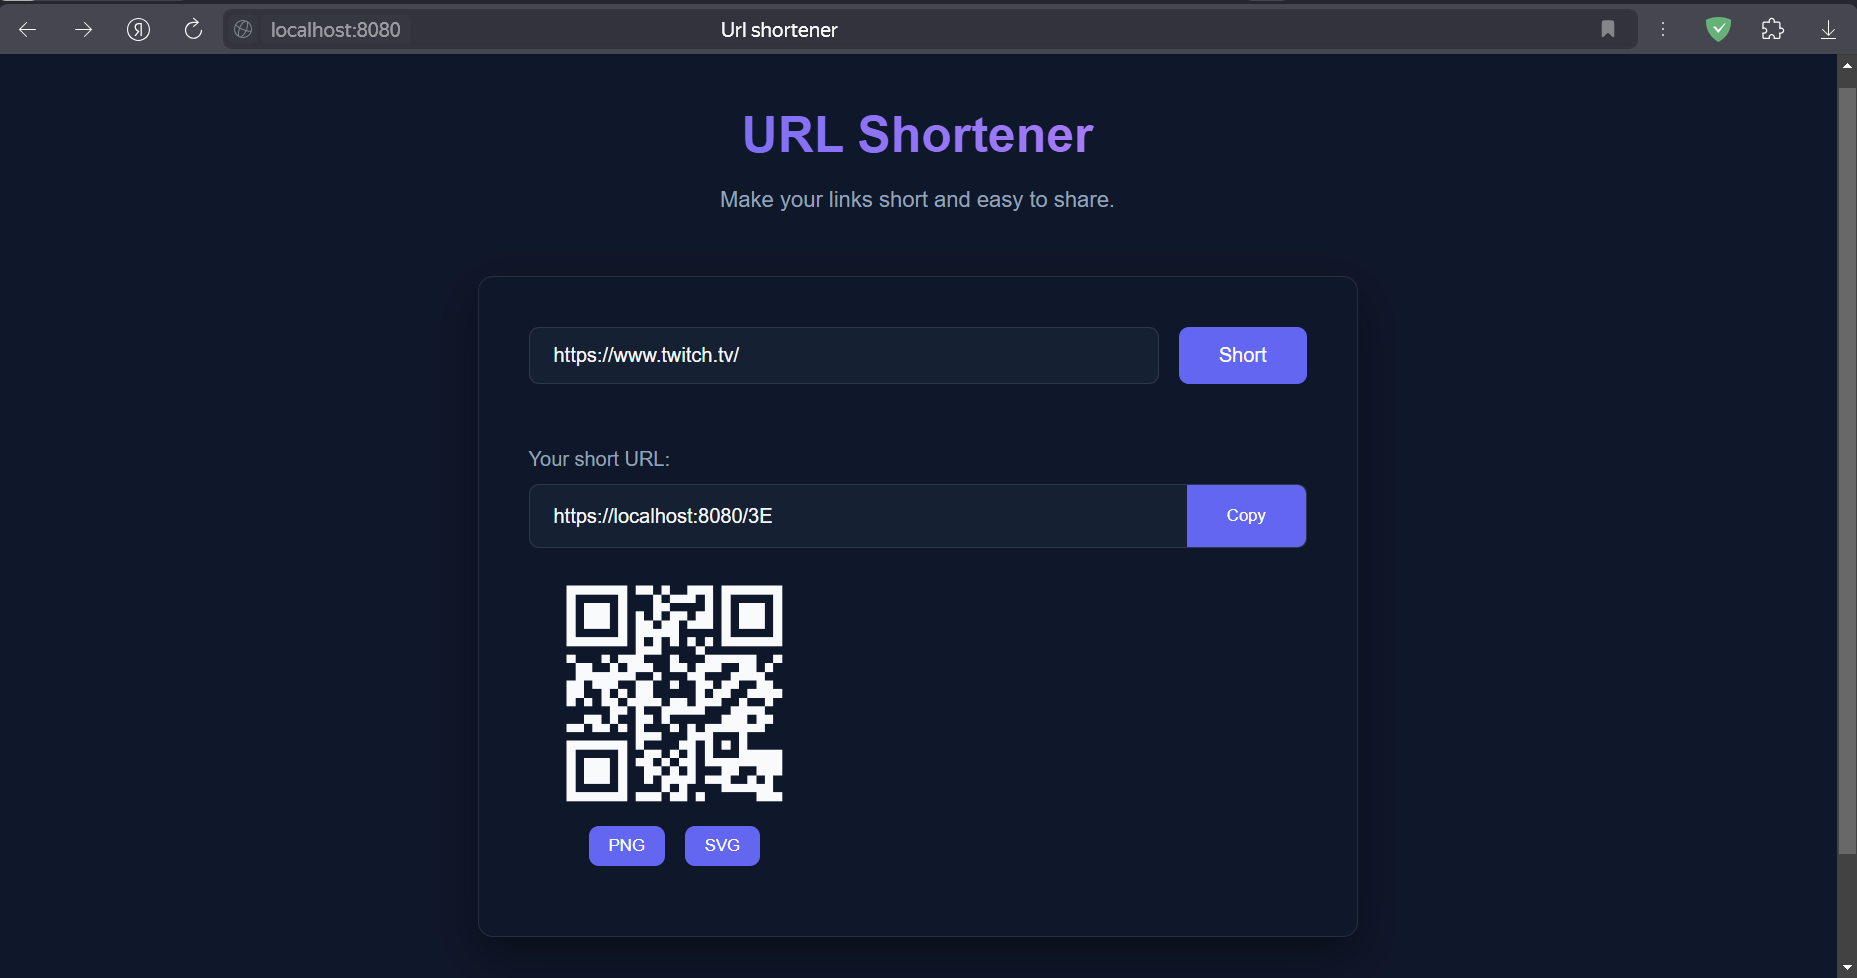 localhost:8080
Url shortener
URL Shortener
Make your links short and easy to share.
https://www.twitch.tv/
Short
Your short URL:
https://localhost:8080/3E
Copy
PNG
SVG